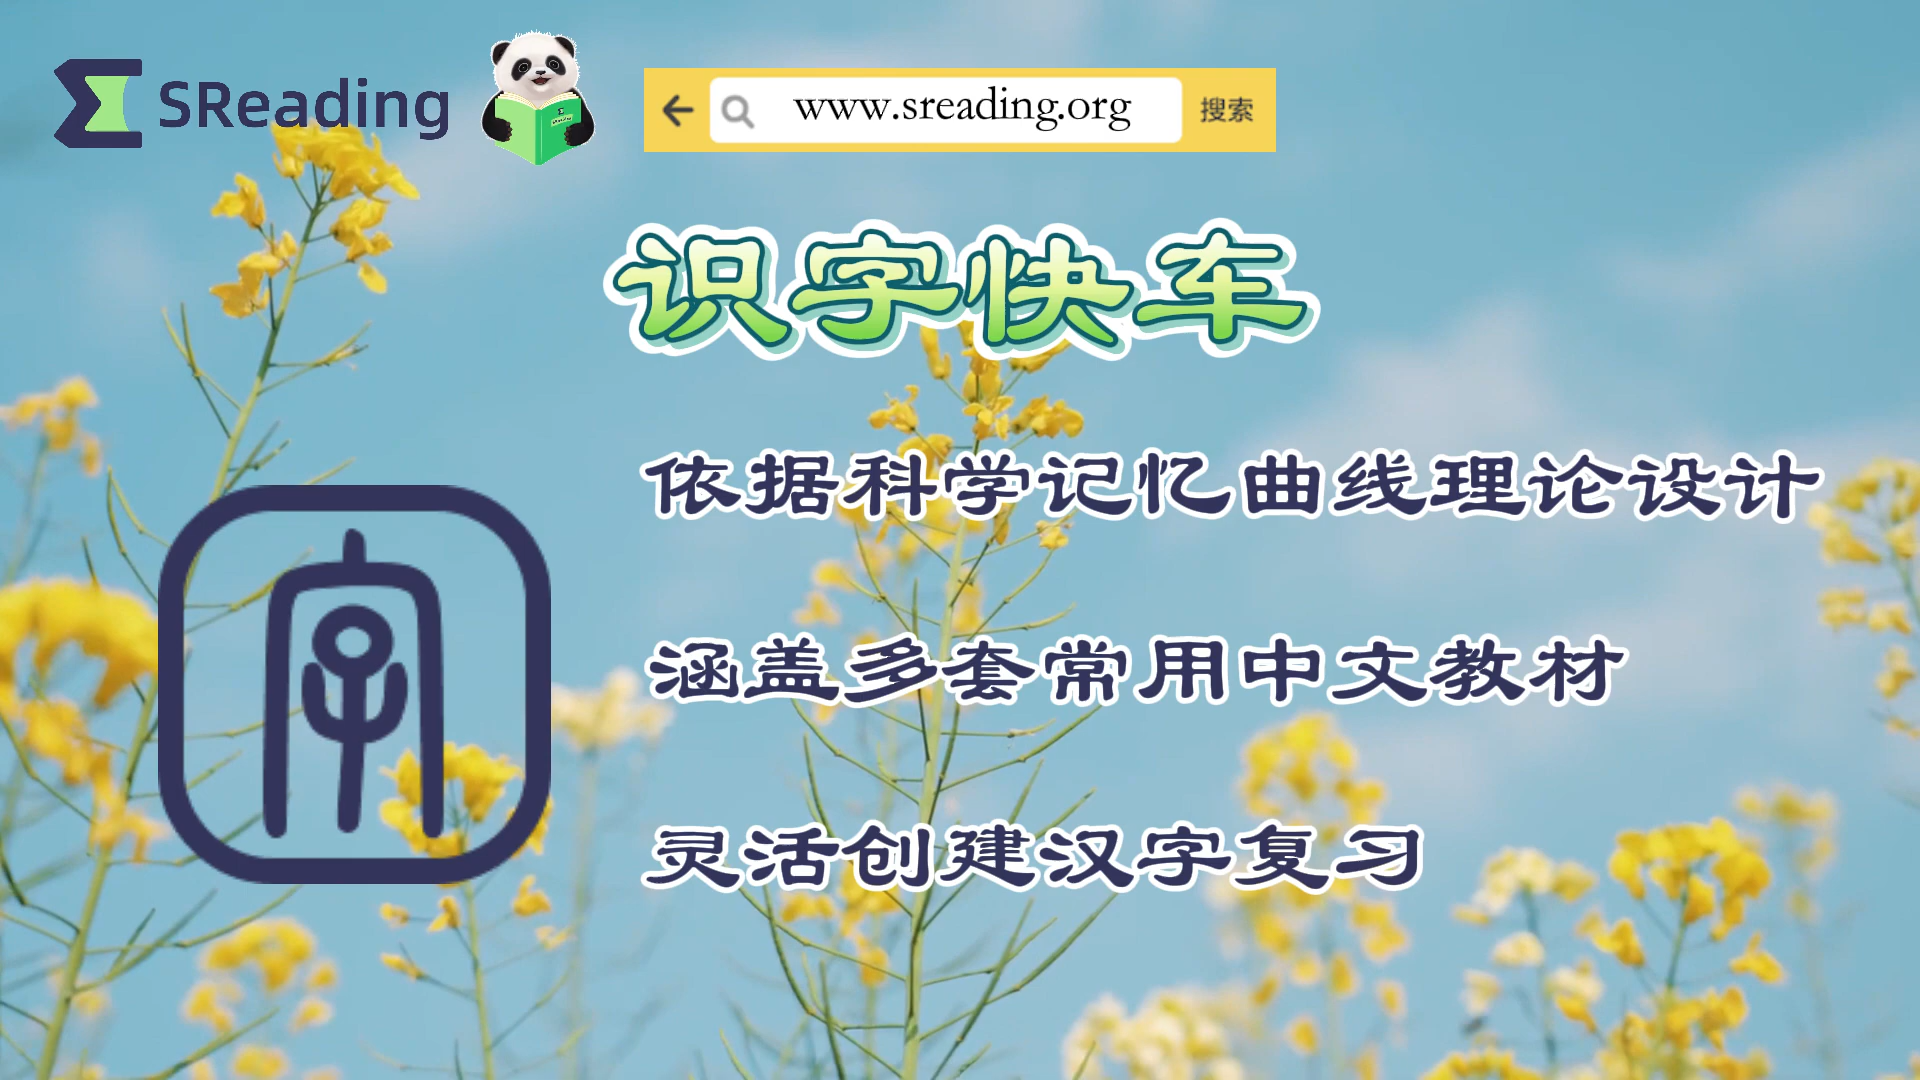 SReading
www.sreading.org
搜索
识字快车
依据科学记忆曲线理论设计
涵盖多套常用中文教材
灵活创建汉字复习